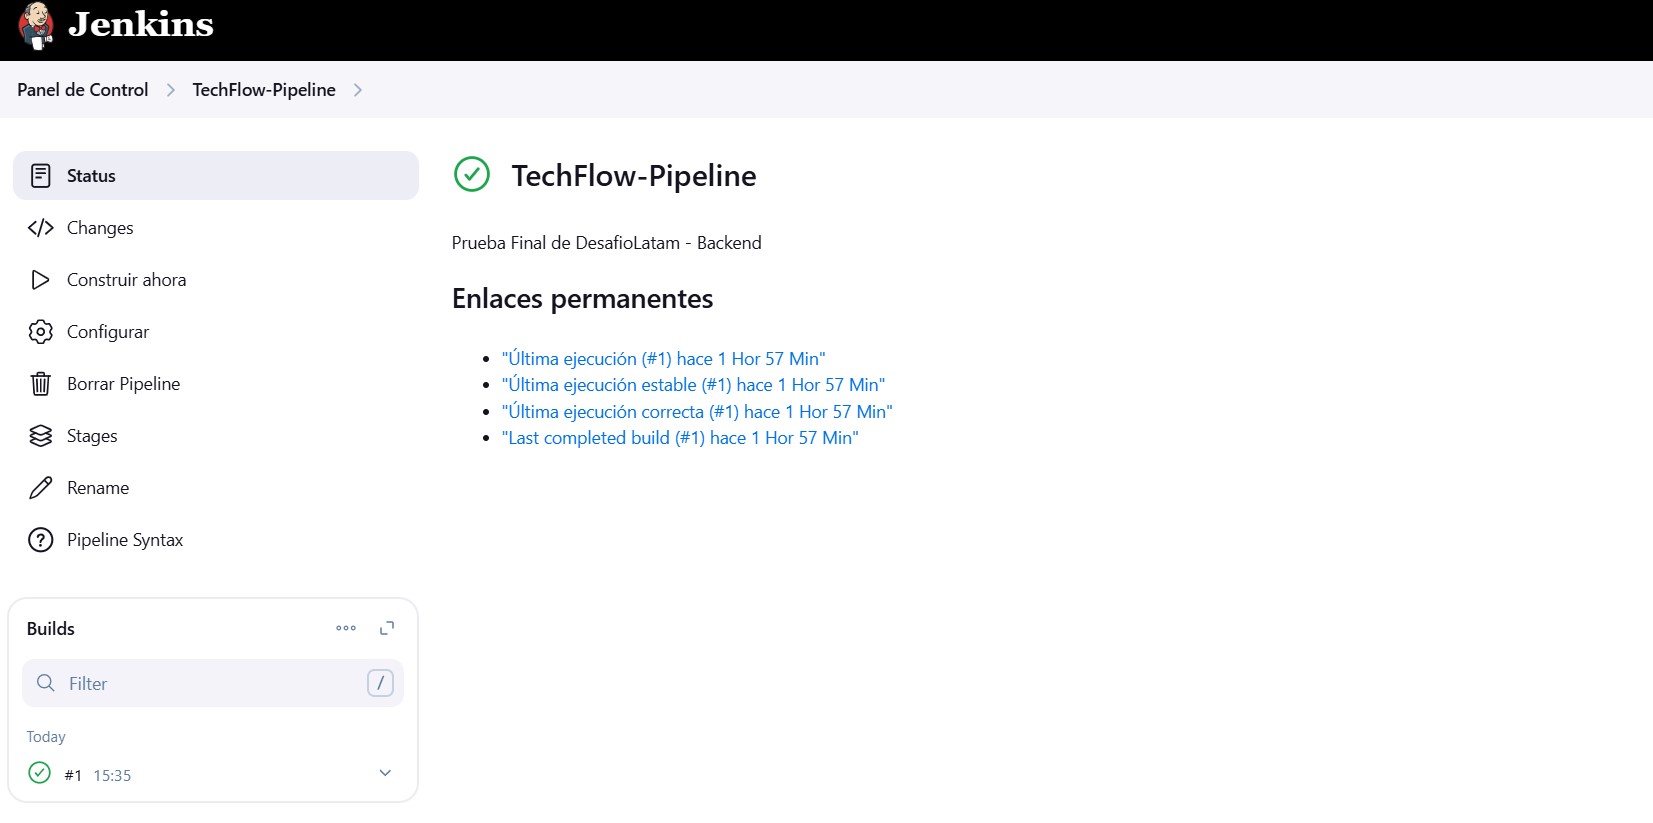 Jenkins
Panel de Control
TechFlow-Pipeline
Status
Changes
Construir ahora
Configurar
Borrar Pipeline
Stages
Rename
Pipeline Syntax
Builds
Filter
/
Today
#1 15:35
TechFlow-Pipeline
Prueba Final de DesafioLatam - Backend
Enlaces permanentes
"Última ejecución (#1) hace 1 Hor 57 Min"
"Última ejecución estable (#1) hace 1 Hor 57 Min"
"Última ejecución correcta (#1) hace 1 Hor 57 Min"
"Last completed build (#1) hace 1 Hor 57 Min"